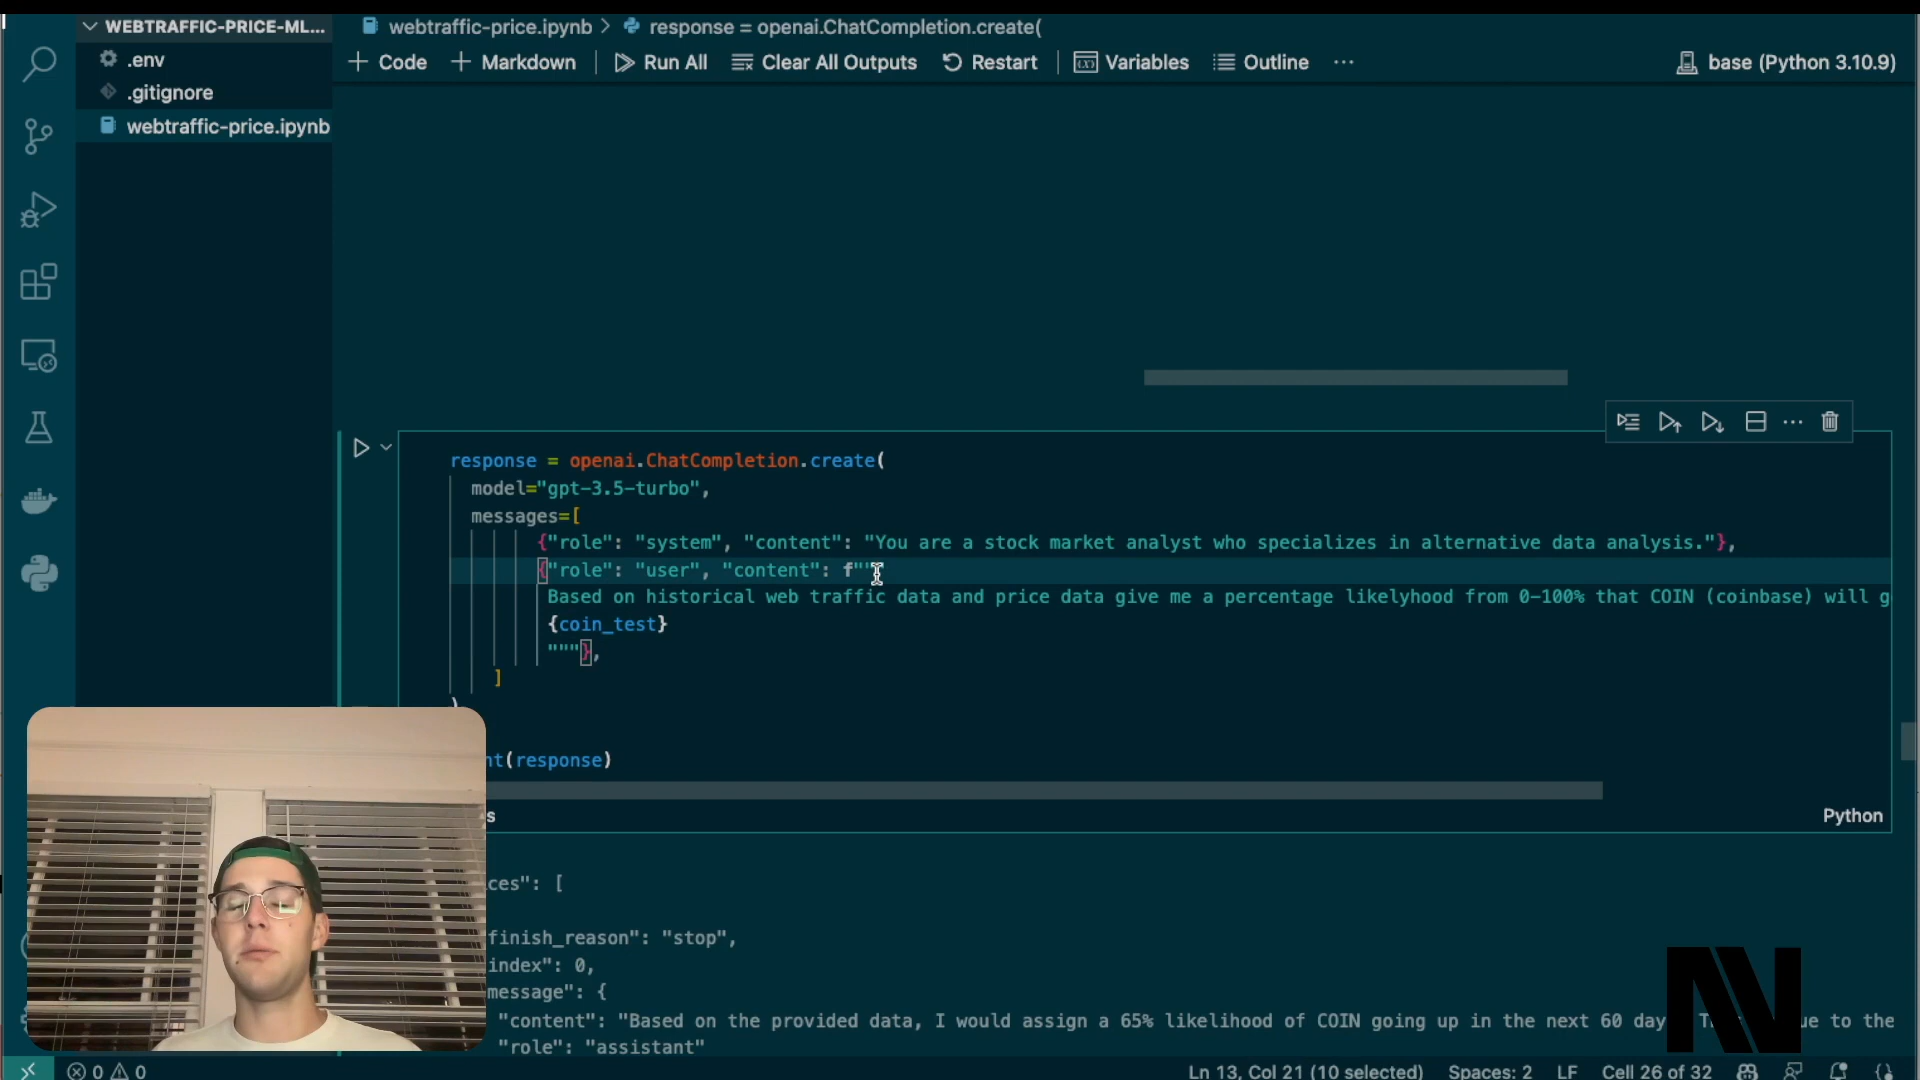 WEBTRAFFIC-PRICE-ML...
.env
.gitignore
webtraffic-price.ipynb
webtraffic-price.ipynb > response = openai.ChatCompletion.create(
+ Code + Markdown Run All Clear All Outputs Restart Variables Outline ... base (Python 3.10.9)
response = openai.ChatCompletion.create(
model="gpt-3.5-turbo",
messages=[
{"role": "system", "content": "You are a stock market analyst who specializes in alternative data analysis."},
{"role": "user", "content": f"""
Based on historical web traffic data and price data give me a percentage likelyhood from 0-100% that COIN (coinbase) will g
{coin_test}
"""},
]
)
nt(response)
s
Python
ces": [
finish_reason": "stop",
index": 0,
message": {
"content": "Based on the provided data, I would assign a 65% likelihood of COIN going up in the next 60 day to the
"role": "assistant"
0 0 Ln 13, Col 21 (10 selected) Spaces: 2 LF Cell 26 of 32